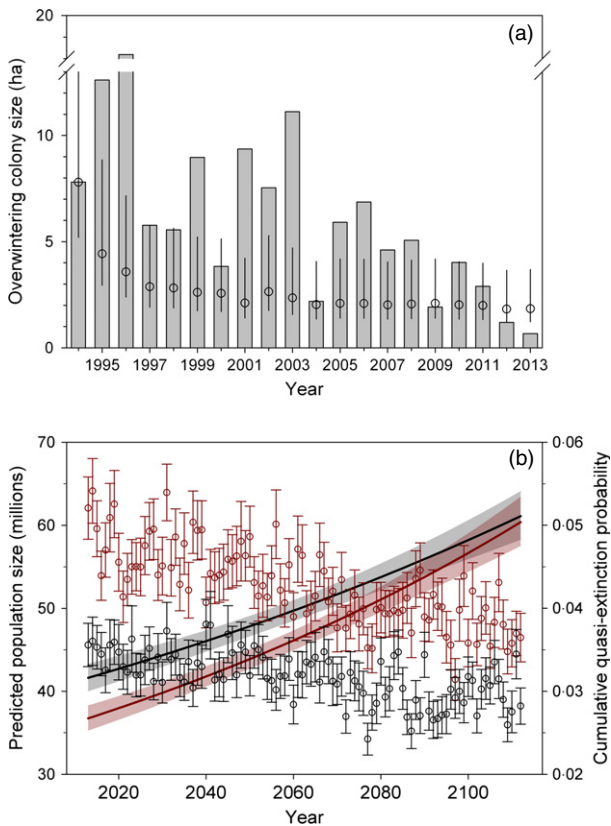 (a)
Overwintering colony size (ha)
20
10
5
0
1995 1997 1999 2001 2003 2005 2007 2009 2011 2013
Year
(b)
Predicted population size (millions)
70
60
50
40
30
0·06
0·05
0·04
0·03
0·02
Cumulative quasi-extinction probability
2020 2040 2060 2080 2100
Year